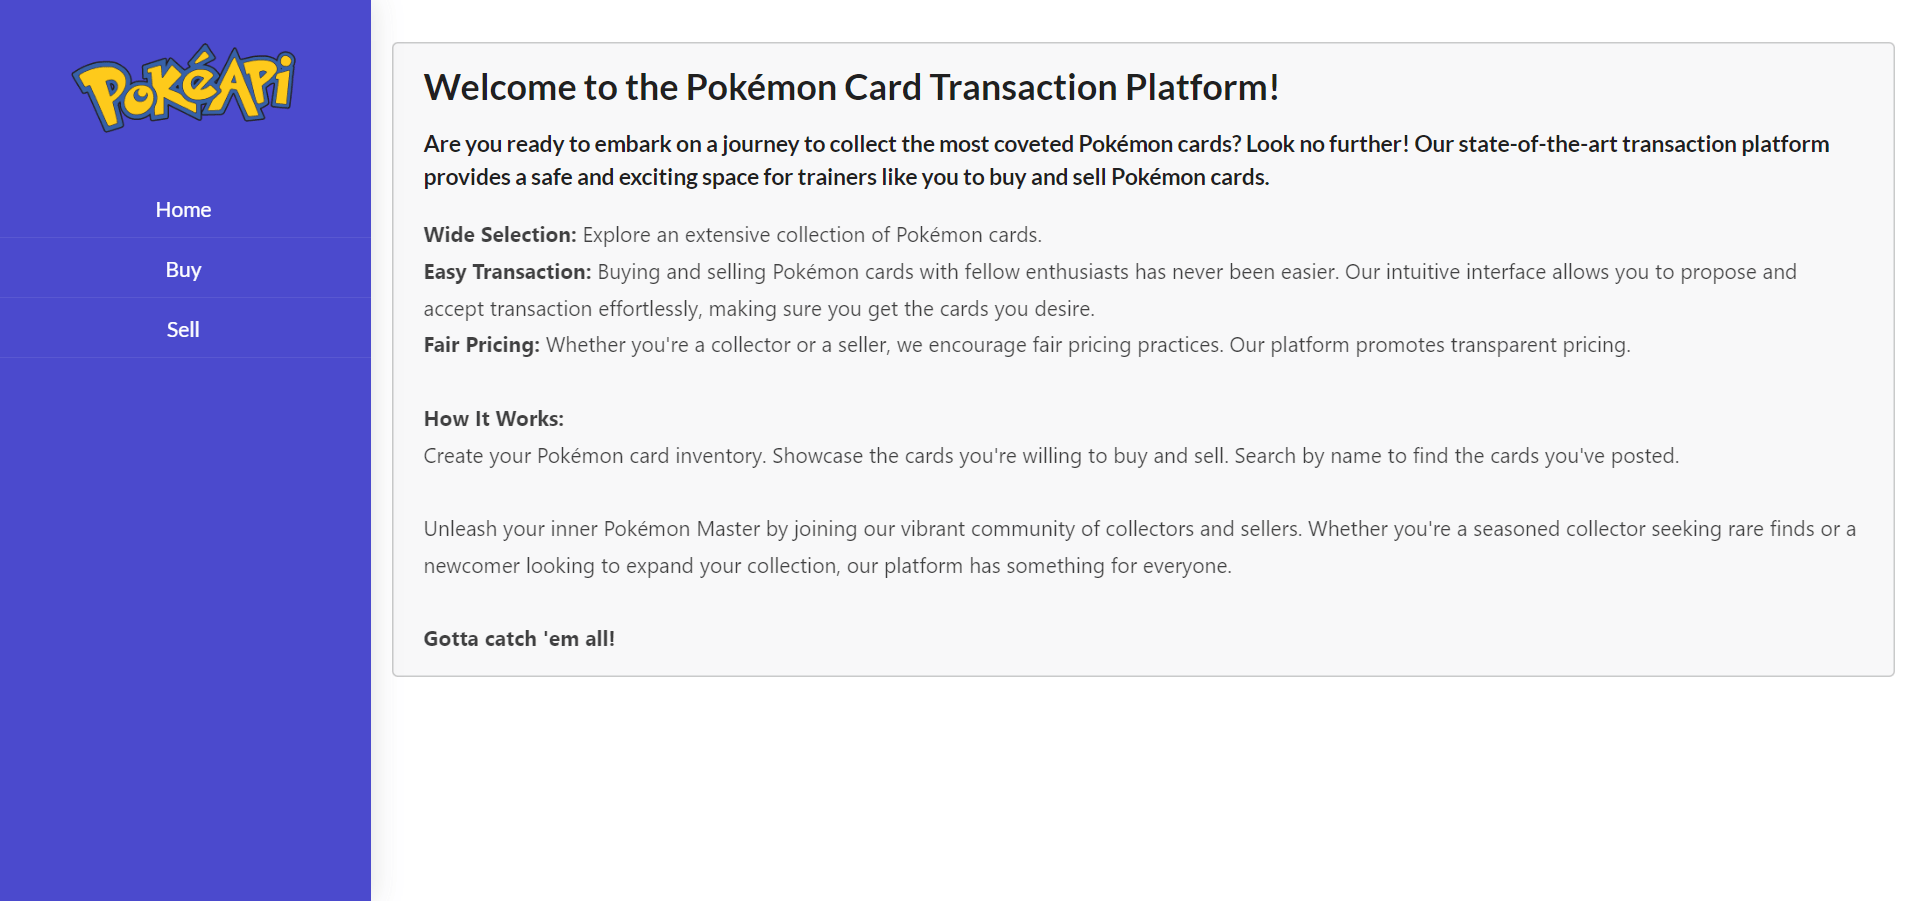 PokéApi
Home
Buy
Sell
Welcome to the Pokémon Card Transaction Platform!
Are you ready to embark on a journey to collect the most coveted Pokémon cards? Look no further! Our state-of-the-art transaction platform
provides a safe and exciting space for trainers like you to buy and sell Pokémon cards.
Wide Selection: Explore an extensive collection of Pokémon cards.
Easy Transaction: Buying and selling Pokémon cards with fellow enthusiasts has never been easier. Our intuitive interface allows you to propose and
accept transaction effortlessly, making sure you get the cards you desire.
Fair Pricing: Whether you're a collector or a seller, we encourage fair pricing practices. Our platform promotes transparent pricing.
How It Works:
Create your Pokémon card inventory. Showcase the cards you're willing to buy and sell. Search by name to find the cards you've posted.
Unleash your inner Pokémon Master by joining our vibrant community of collectors and sellers. Whether you're a seasoned collector seeking rare finds or a
newcomer looking to expand your collection, our platform has something for everyone.
Gotta catch 'em all!